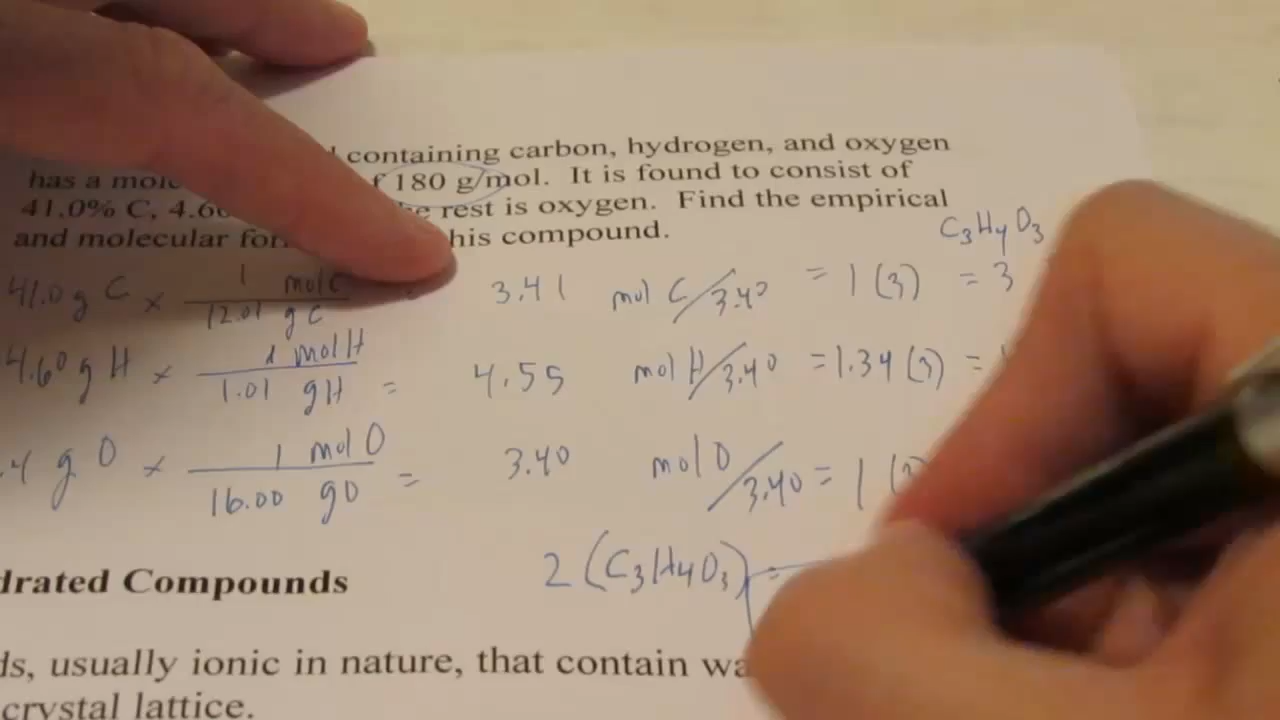 containing carbon, hydrogen, and oxygen
has a 180 g/mol. It is found to consist of
41.0% C, rest is oxygen. Find the empirical
and molecular his compound.
C3H4O3
41.0 g C × 1 mol C / 12.01 g C 3.41 mol C / 3.40 = 1 (3) = 3
4.60 g H × 1 mol H / 1.01 g H = 4.55 mol H / 3.40 = 1.34 (3) =
.4 g O × 1 mol O / 16.00 g O = 3.40 mol O / 3.40 = 1
2 (C3H4O3) =
drated Compounds
ds, usually ionic in nature, that contain wa
crystal lattice.